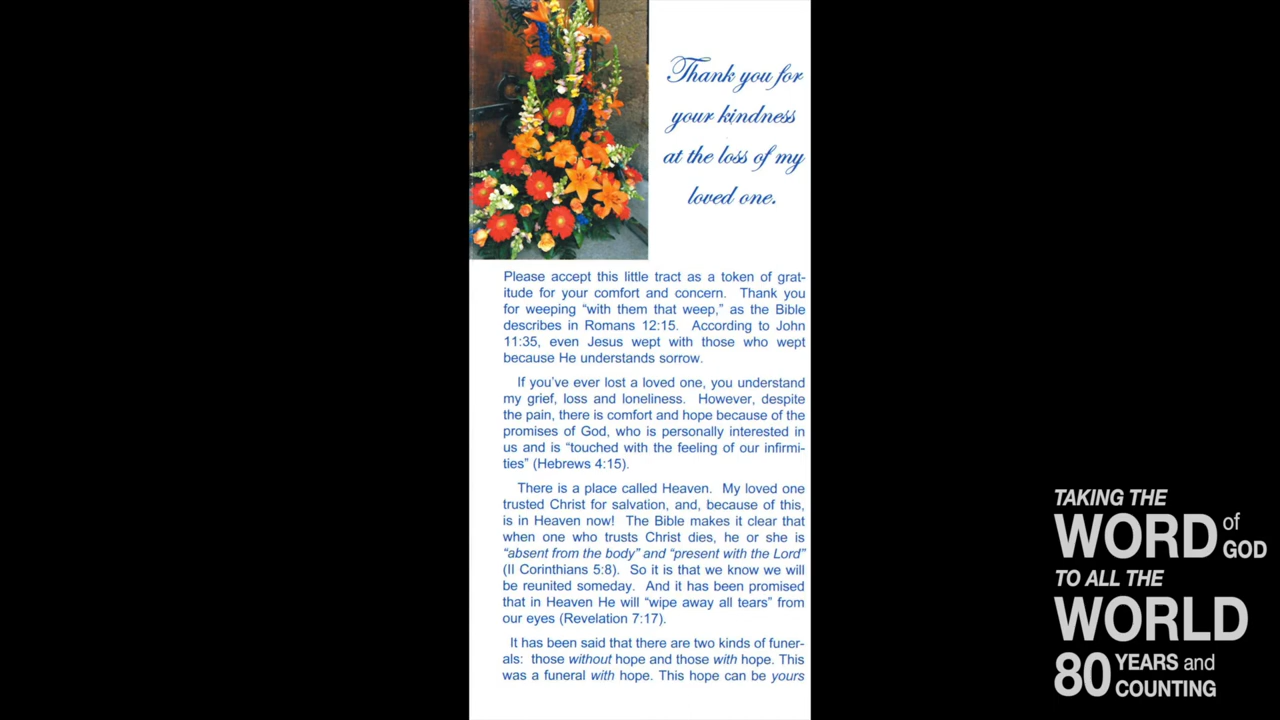 Thank you for
your kindness
at the loss of my
loved one.
Please accept this little tract as a token of grat-
itude for your comfort and concern. Thank you
for weeping “with them that weep,” as the Bible
describes in Romans 12:15. According to John
11:35, even Jesus wept with those who wept
because He understands sorrow.
If you’ve ever lost a loved one, you understand
my grief, loss and loneliness. However, despite
the pain, there is comfort and hope because of the
promises of God, who is personally interested in
us and is “touched with the feeling of our infirmi-
ties” (Hebrews 4:15).
There is a place called Heaven. My loved one
trusted Christ for salvation, and, because of this,
is in Heaven now! The Bible makes it clear that
when one who trusts Christ dies, he or she is
“absent from the body” and “present with the Lord”
(II Corinthians 5:8). So it is that we know we will
be reunited someday. And it has been promised
that in Heaven He will “wipe away all tears” from
our eyes (Revelation 7:17).
It has been said that there are two kinds of funer-
als: those without hope and those with hope. This
was a funeral with hope. This hope can be yours
TAKING THE
WORD of GOD
TO ALL THE
WORLD
80 YEARS and COUNTING